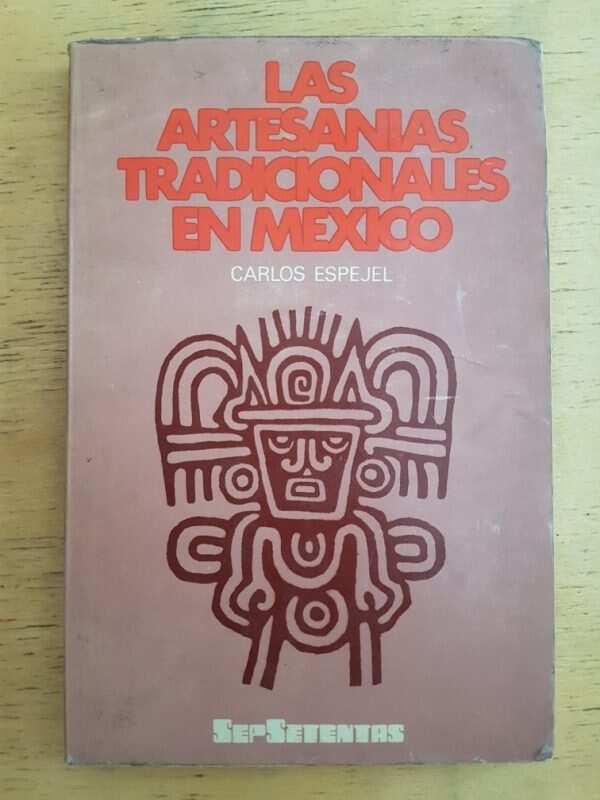 LAS
ARTESANIAS
TRADICIONALES
EN MEXICO
CARLOS ESPEJEL
SEPSETENTAS